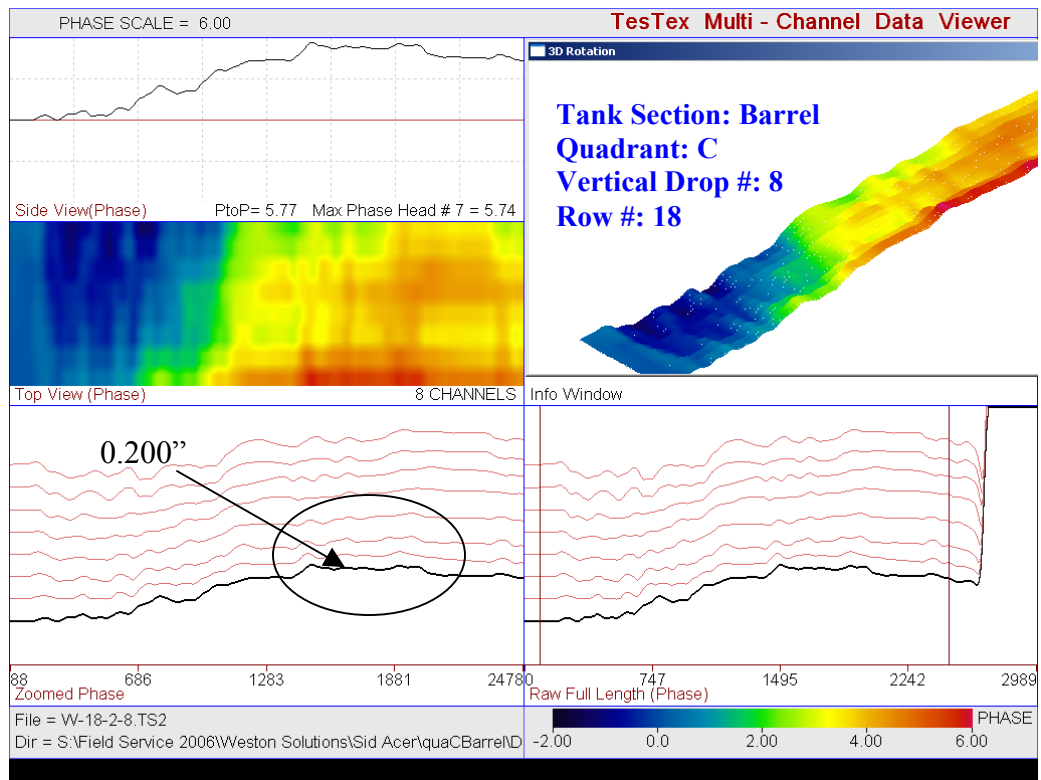 PHASE SCALE = 6.00
TesTex Multi - Channel Data Viewer
3D Rotation
Tank Section: Barrel
Quadrant: C
Vertical Drop #: 8
Row #: 18
Side View(Phase) PtoP= 5.77 Max Phase Head # 7 = 5.74
Top View (Phase) 8 CHANNELS
Info Window
0.200”
88 686 1283 1881 2478
Zoomed Phase
0 747 1495 2242 2989
Raw Full Length (Phase)
File = W-18-2-8.TS2
Dir = S:\Field Service 2006\Weston Solutions\Sid Acer\quaCBarrel\D
PHASE
-2.00 0.0 2.00 4.00 6.00